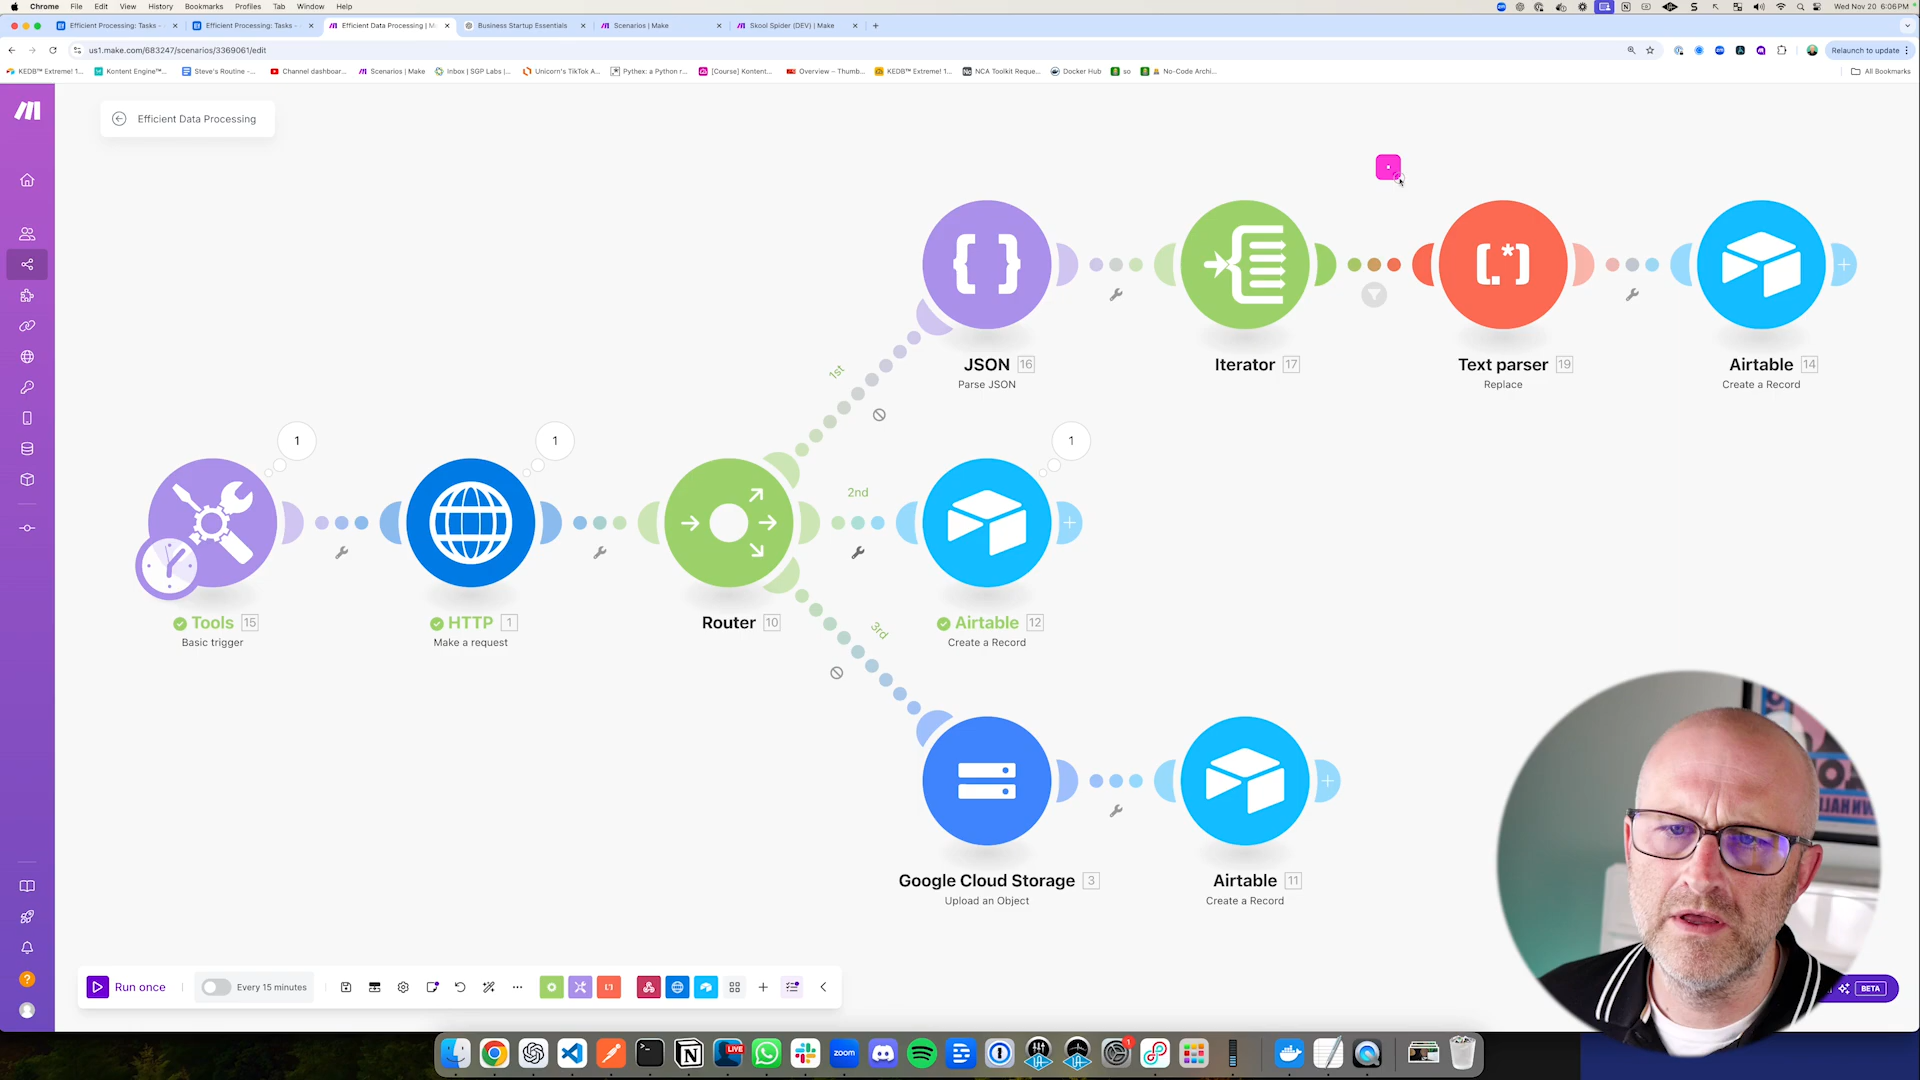 Chrome File Edit View History Bookmarks Profiles Tab Window Help
Wed Nov 20 6:06PM
Efficient Processing: Tasks -
Efficient Processing: Tasks -
Efficient Data Processing | M
Business Startup Essentials
Scenarios | Make
Skool Spider (DEV) | Make
us1.make.com/683247/scenarios/3369061/edit
Relaunch to update
KEDB™ Extreme! 1...
Kontent Engine™...
Steve's Routine -...
Channel dashboar...
Scenarios | Make
Inbox | SGP Labs |...
Unicorn's TikTok A...
Pythex: a Python r...
[Course] Kontent...
Overview – Thumb...
KEDB™ Extreme! 1...
NCA Toolkit Reque...
Docker Hub
so
No-Code Archi...
All Bookmarks
Efficient Data Processing
JSON 16
Parse JSON
Iterator 17
Text parser 19
Replace
Airtable 14
Create a Record
1st
1
1
2nd
1
Tools 15
Basic trigger
HTTP 1
Make a request
Router 10
Airtable 12
Create a Record
3rd
Google Cloud Storage 3
Upload an Object
Airtable 11
Create a Record
Run once
Every 15 minutes
BETA
LIVE
zoom
1